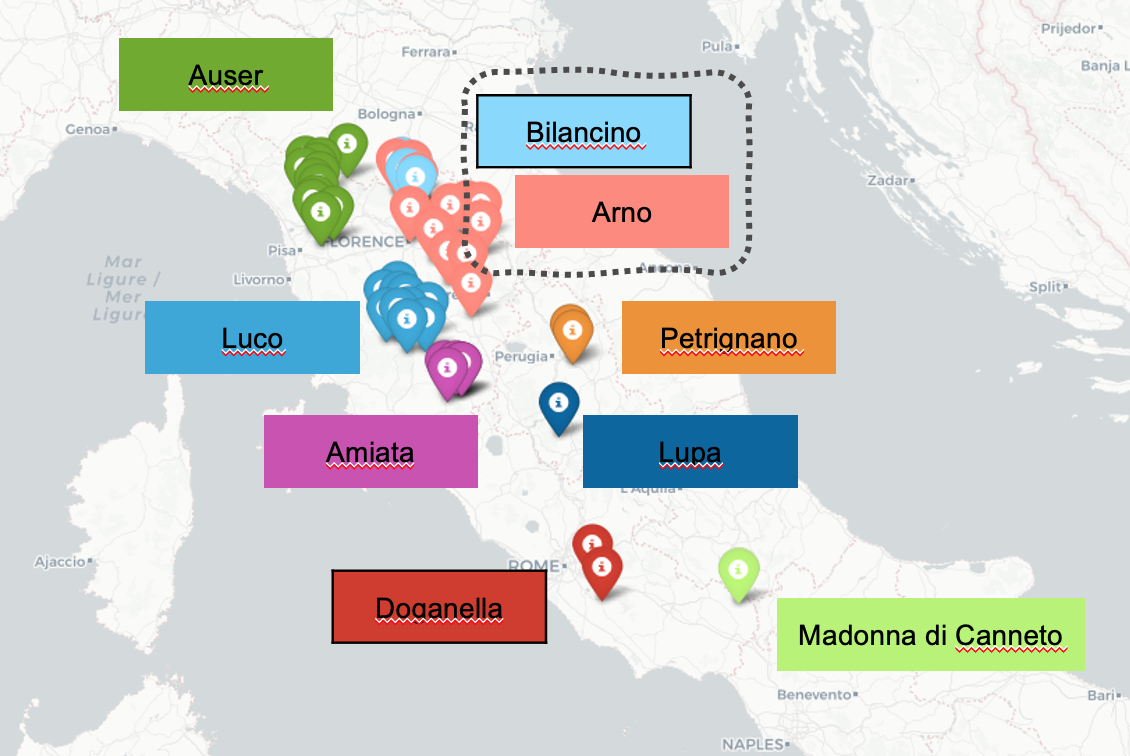 Prijedor
Ferrara
Pula
Banja L
Auser
Bologna
Genoa
Bilancino
Zadar
Arno
FLORENCE
Pisa
Mar
Ligure /
Mer
Ligure
Livorno
Ancona
Split
Luco
Petrignano
Perugia
Amiata
Lupa
L'Aquila
Ajaccio
ROME
Doganella
Madonna di Canneto
Benevento
Bari
NAPLES